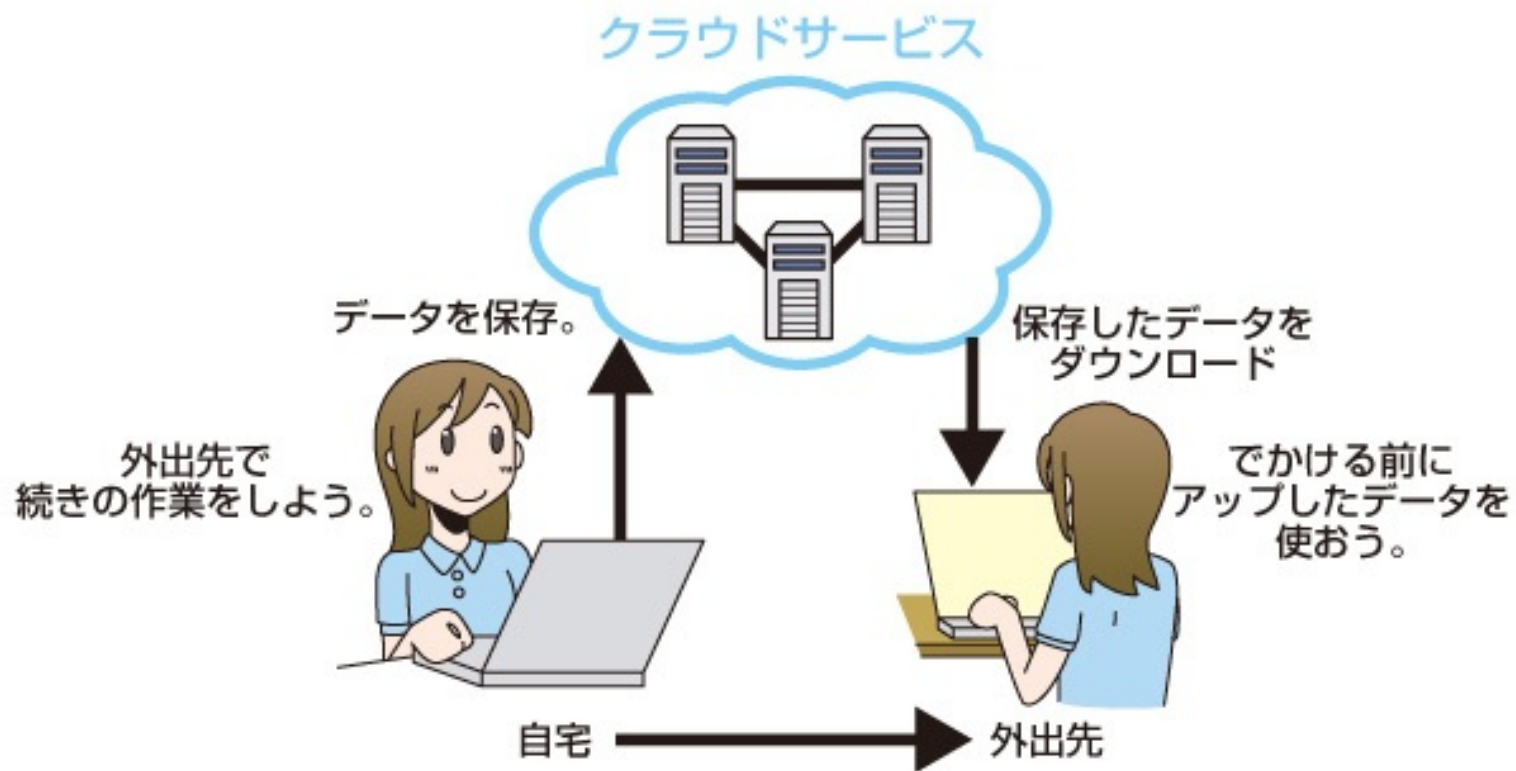 クラウドサービス
データを保存。
保存したデータを
ダウンロード
外出先で
続きの作業をしよう。
でかける前に
アップしたデータを
使おう。
自宅
外出先